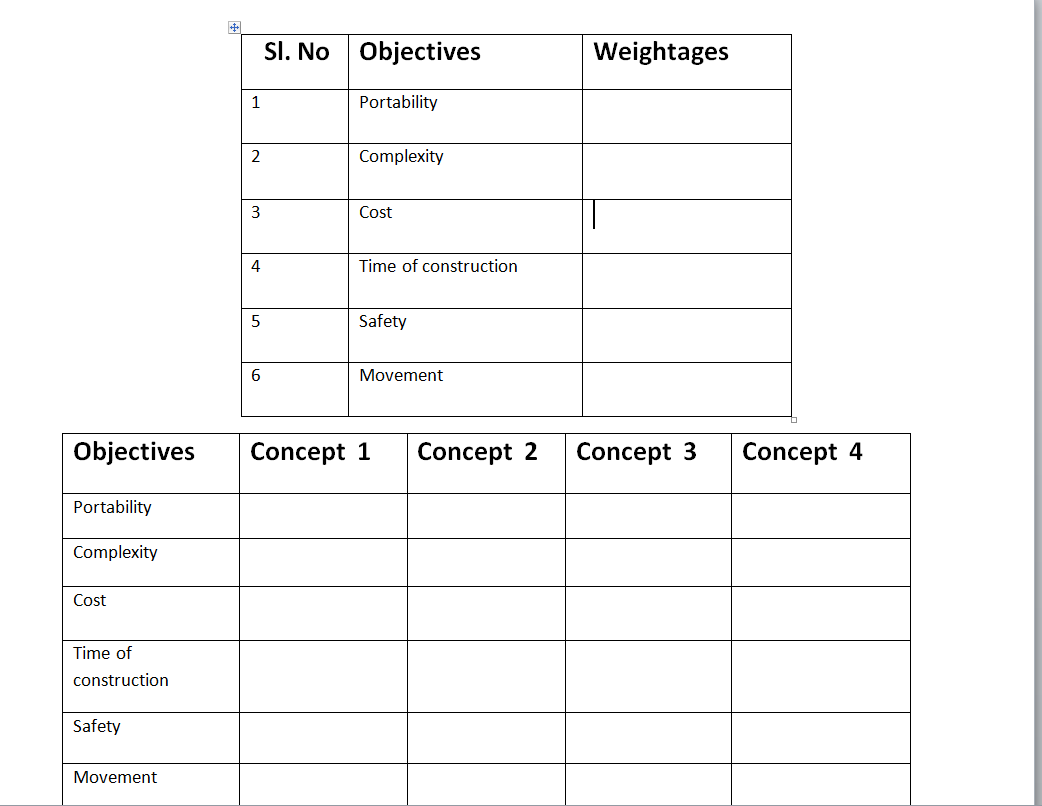 Sl. No Objectives Weightages
1 Portability
2 Complexity
3 Cost
4 Time of construction
5 Safety
6 Movement
Objectives Concept 1 Concept 2 Concept 3 Concept 4
Portability
Complexity
Cost
Time of
construction
Safety
Movement